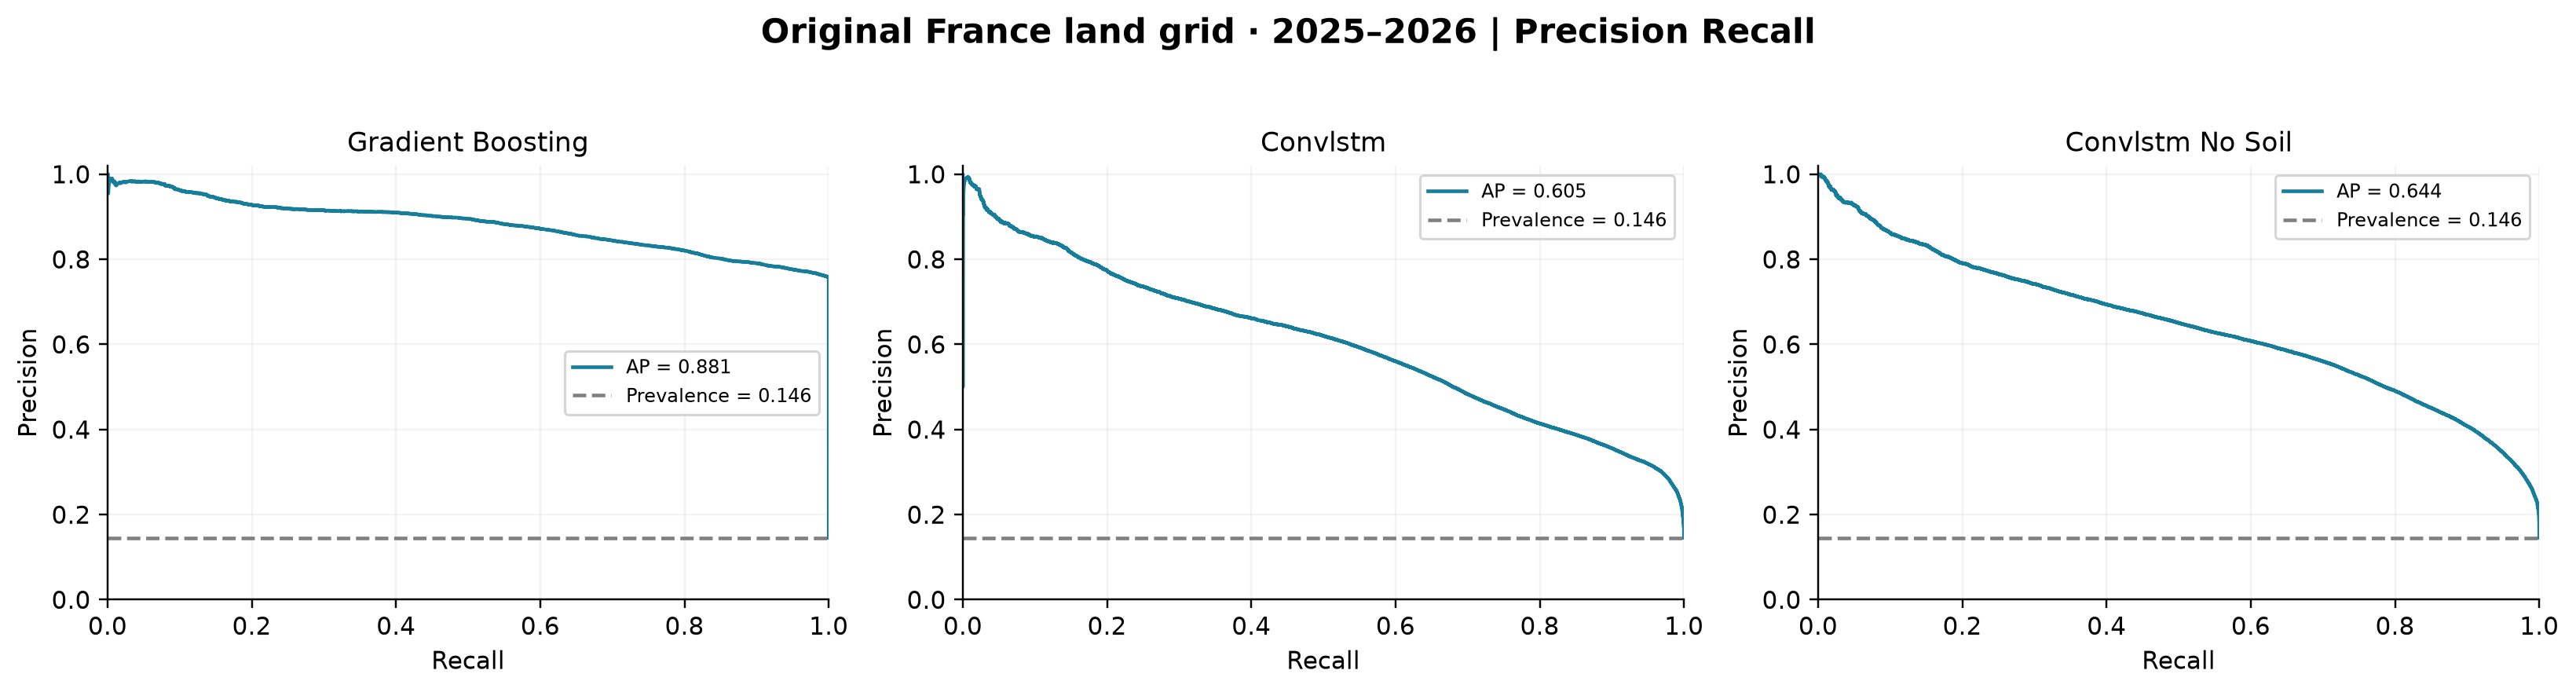 Original France land grid · 2025–2026 | Precision Recall
Gradient Boosting
1.0
0.8
0.6
0.4
0.2
0.0
Precision
AP = 0.881
Prevalence = 0.146
0.0 0.2 0.4 0.6 0.8 1.0
Recall
Convlstm
1.0
0.8
0.6
0.4
0.2
0.0
Precision
AP = 0.605
Prevalence = 0.146
0.0 0.2 0.4 0.6 0.8 1.0
Recall
Convlstm No Soil
1.0
0.8
0.6
0.4
0.2
0.0
Precision
AP = 0.644
Prevalence = 0.146
0.0 0.2 0.4 0.6 0.8 1.0
Recall